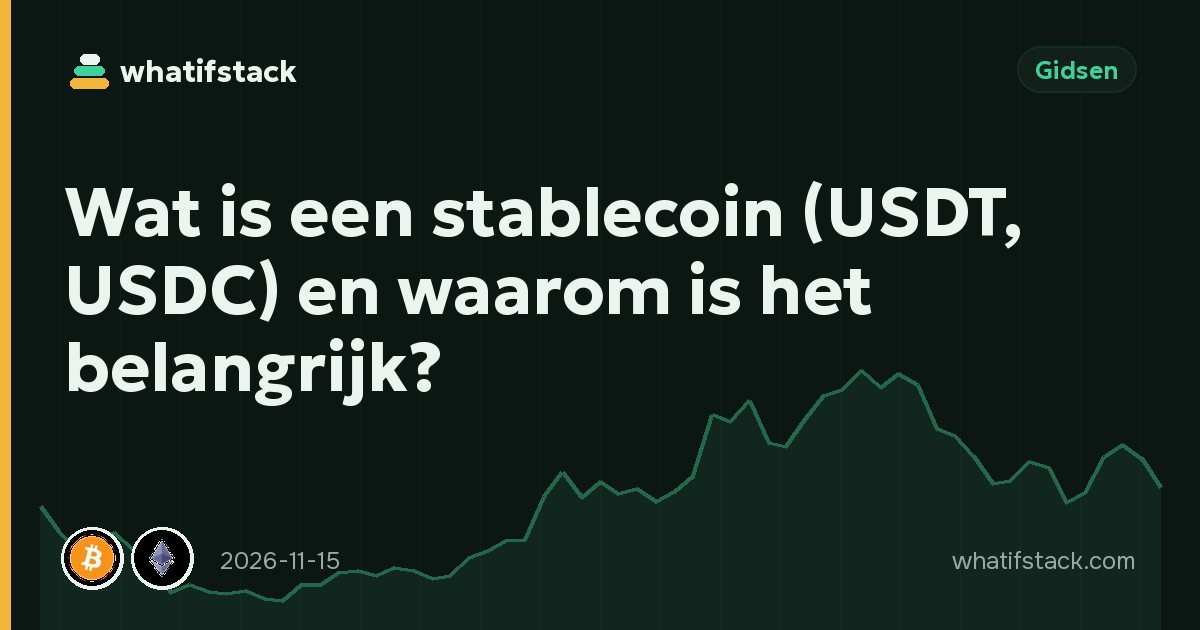 whatifstack
Gidsen
Wat is een stablecoin (USDT,
USDC) en waarom is het
belangrijk?
2026-11-15
whatifstack.com